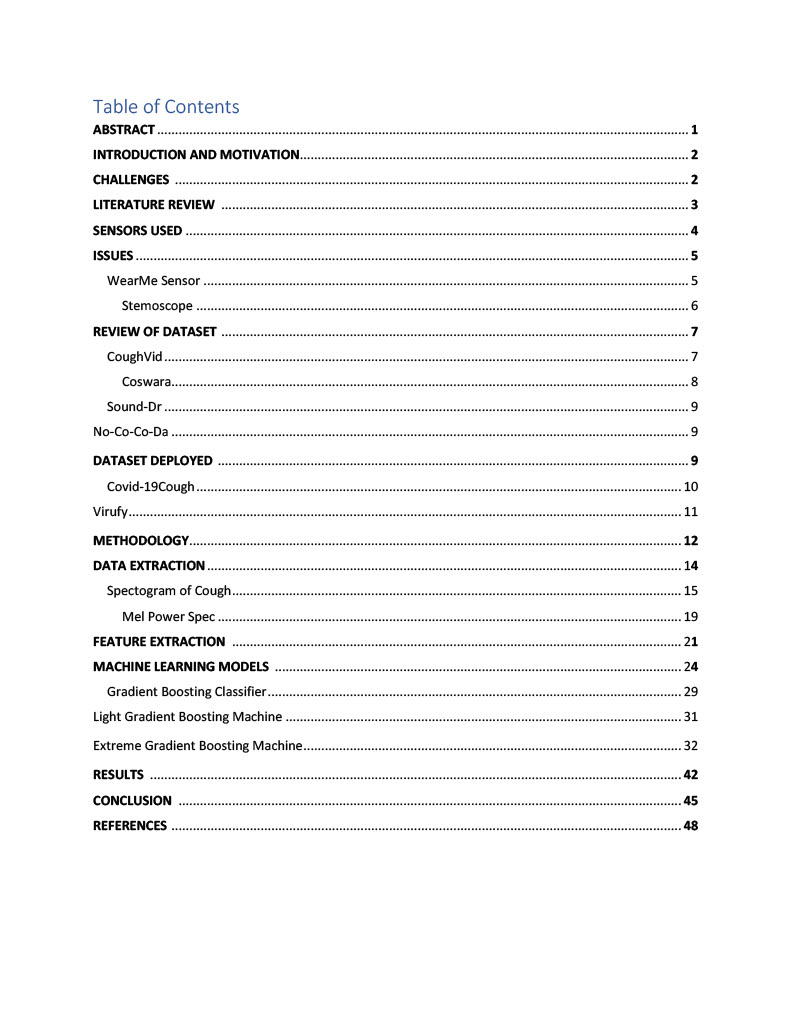 Table of Contents
ABSTRACT ........ 1
INTRODUCTION AND MOTIVATION ........ 2
CHALLENGES ........ 2
LITERATURE REVIEW ........ 3
SENSORS USED ........ 4
ISSUES ........ 5
WearMe Sensor ........ 5
Stemoscope ........ 6
REVIEW OF DATASET ........ 7
CoughVid ........ 7
Coswara ........ 8
Sound-Dr ........ 9
No-Co-Co-Da ........ 9
DATASET DEPLOYED ........ 9
Covid-19Cough ........ 10
Virufy ........ 11
METHODOLOGY ........ 12
DATA EXTRACTION ........ 14
Spectogram of Cough ........ 15
Mel Power Spec ........ 19
FEATURE EXTRACTION ........ 21
MACHINE LEARNING MODELS ........ 24
Gradient Boosting Classifier ........ 29
Light Gradient Boosting Machine ........ 31
Extreme Gradient Boosting Machine ........ 32
RESULTS ........ 42
CONCLUSION ........ 45
REFERENCES ........ 48